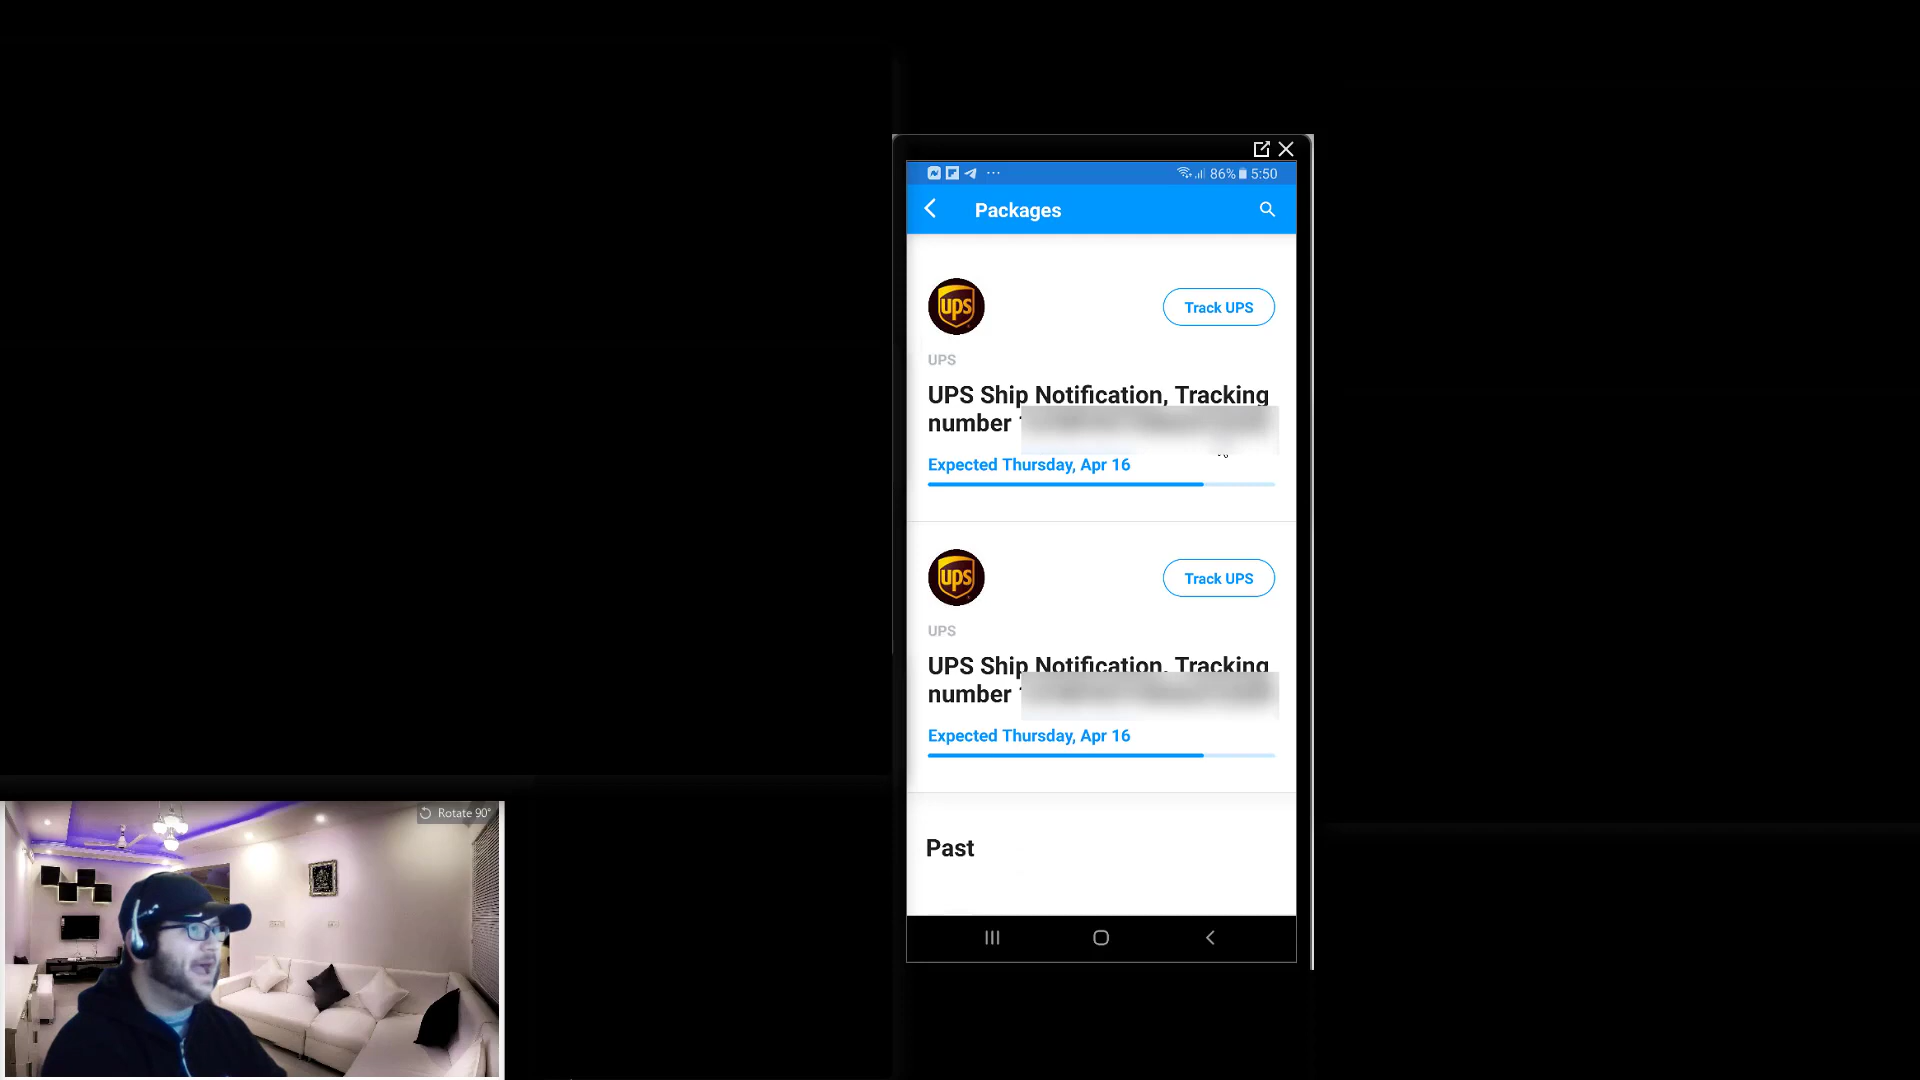 86% 5:50
Packages
ups
Track UPS
UPS
UPS Ship Notification, Tracking
number
Expected Thursday, Apr 16
ups
Track UPS
UPS
UPS Ship Notification, Tracking
number
Expected Thursday, Apr 16
Past
Rotate 90°